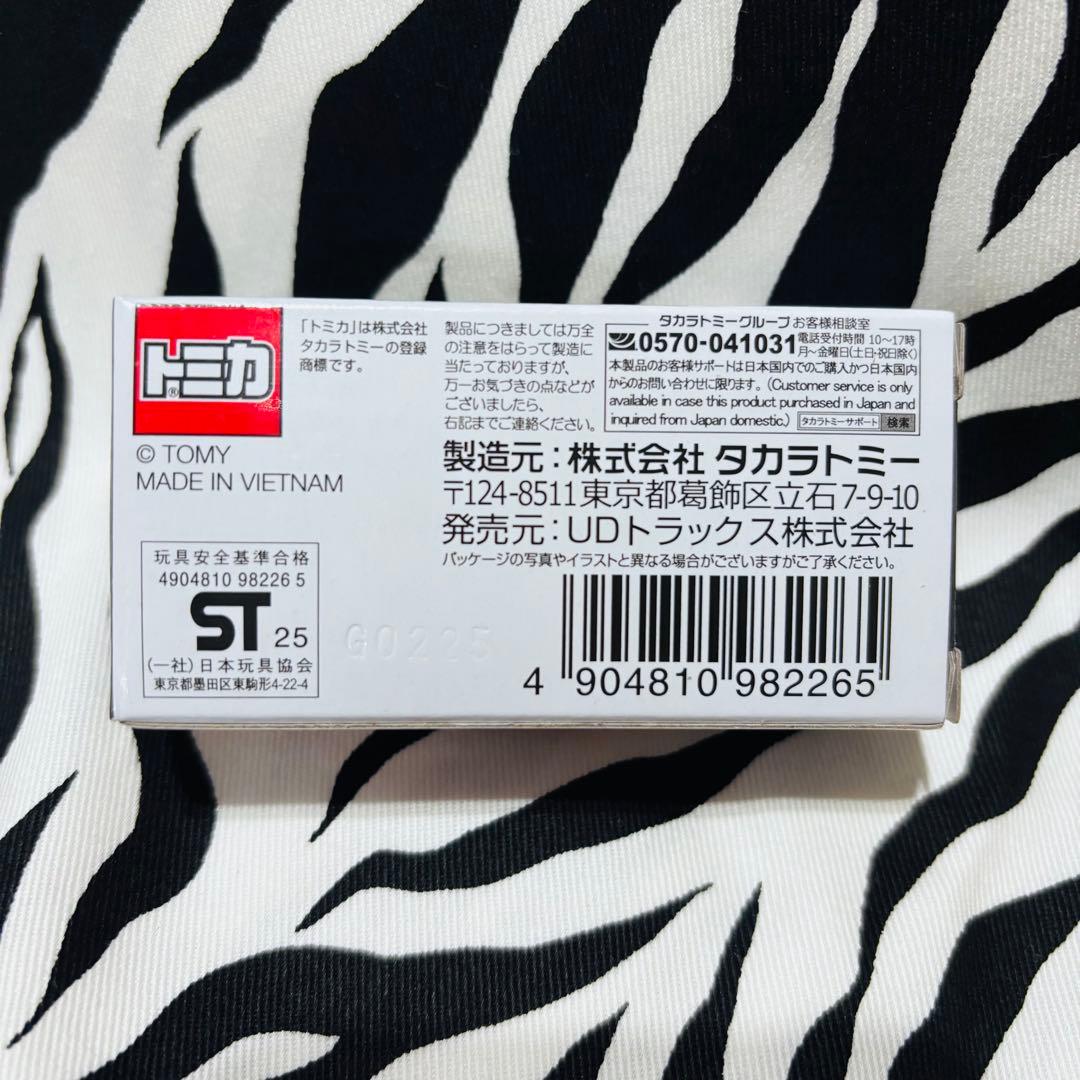 トミカ®
© TOMY
MADE IN VIETNAM
「トミカ」は株式会社
タカラトミーの登録
商標です。
製品につきましては万全
の注意をはらって製造に
当たっておりますが、
万一お気づきの点などが
ございましたら、
右記までご連絡ください。
タカラトミーグループ お客様相談室
0570-041031 電話受付時間 10〜17時
月〜金曜日(土日・祝日除く)
本製品のお客様サポートは日本国内でのご購入かつ日本国内
からのお問い合わせに限ります。(Customer service is only
available in case this product purchased in Japan and
inquired from Japan domestic.) タカラトミーサポート 検索
製造元：株式会社 タカラトミー
〒124-8511 東京都葛飾区立石7-9-10
発売元：UDトラックス株式会社
パッケージの写真やイラストと異なる場合がございますがご了承ください。
玩具安全基準合格
4904810 98226 5
ST 25
(一社)日本玩具協会
東京都墨田区東駒形4-22-4
G0225
4 904810 982265